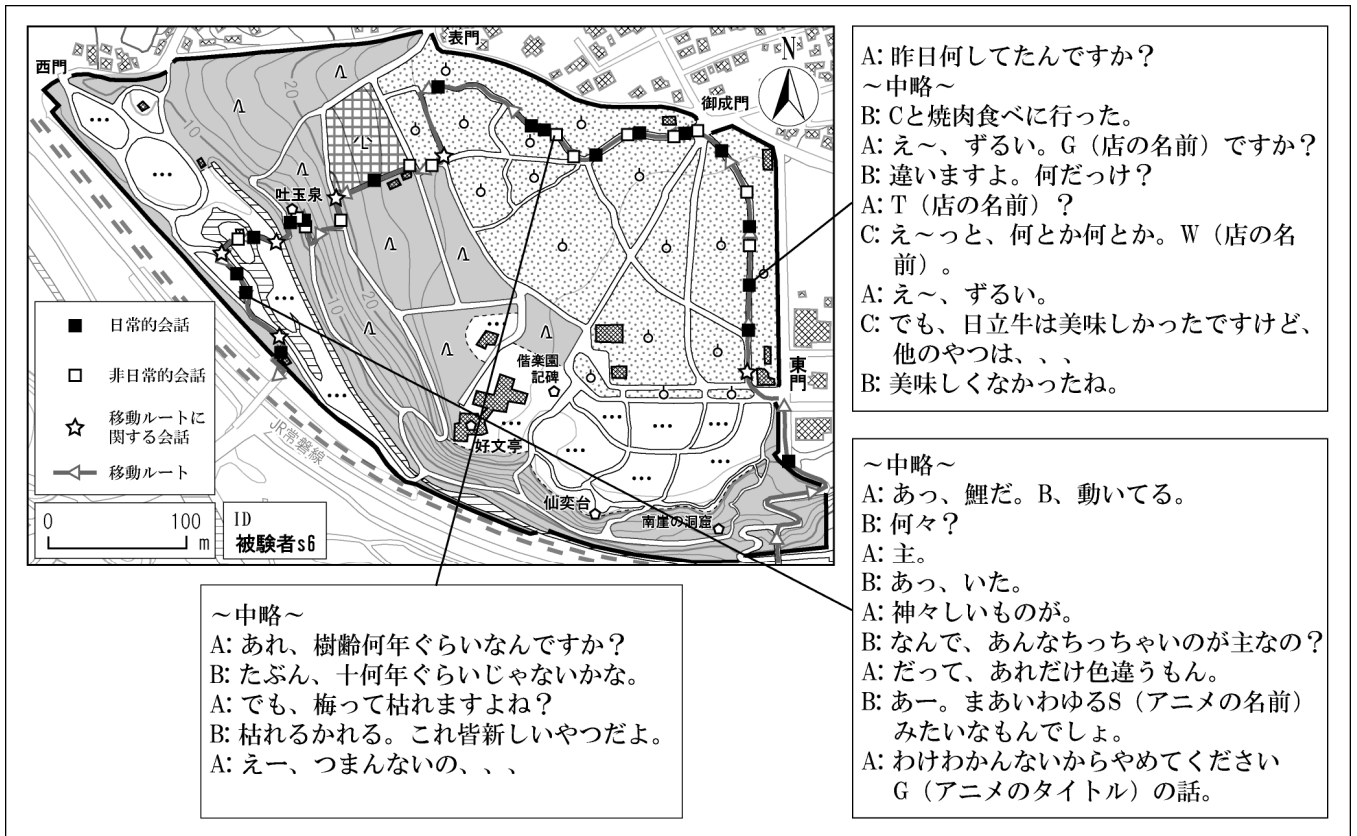 表門
西門
N
御成門
吐玉泉
偕楽園
記碑
東門
好文亭
仙奕台
南崖の洞窟
JR常磐線
20
10
10
20
■ 日常的会話
□ 非日常的会話
☆ 移動ルートに
関する会話
移動ルート
0 100
m
ID
被験者s6
A: 昨日何してたんですか？
～中略～
B: Cと焼肉食べに行った。
A: え～、ずるい。G（店の名前）ですか？
B: 違いますよ。何だっけ？
A: T（店の名前）？
C: え～っと、何とか何とか。W（店の名
前）。
A: え～、ずるい。
C: でも、日立牛は美味しかったですけど、
他のやつは、、、
B: 美味しくなかったね。
～中略～
A: あっ、鯉だ。B、動いてる。
B: 何々？
A: 主。
B: あっ、いた。
A: 神々しいものが。
B: なんで、あんなちっちゃいのが主なの？
A: だって、あれだけ色違うもん。
B: あー。まあいわゆるS（アニメの名前）
みたいなもんでしょ。
A: わけわかんないからやめてください
G（アニメのタイトル）の話。
～中略～
A: あれ、樹齢何年ぐらいなんですか？
B: たぶん、十何年ぐらいじゃないかな。
A: でも、梅って枯れますよね？
B: 枯れるかれる。これ皆新しいやつだよ。
A: えー、つまんないの、、、